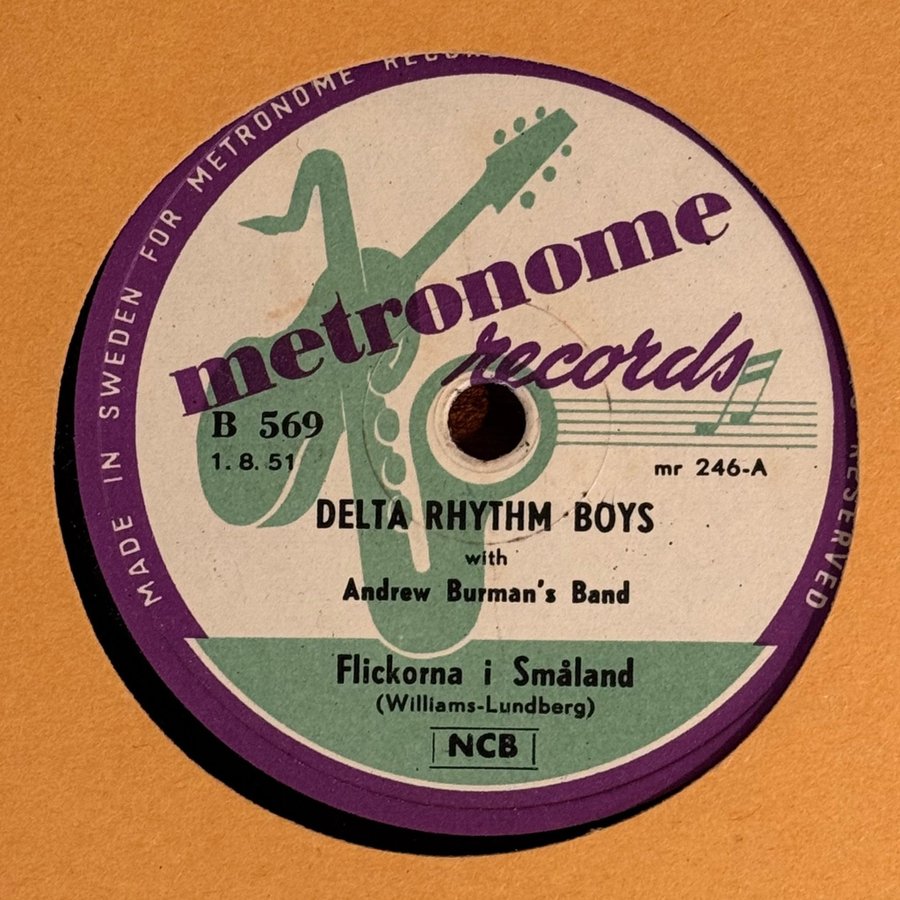 MADE IN SWEDEN FOR METRONOME
RESERVED
metronome
records
B 569
1. 8. 51
mr 246-A
DELTA RHYTHM BOYS
with
Andrew Burman's Band
Flickorna i Småland
(Williams-Lundberg)
NCB